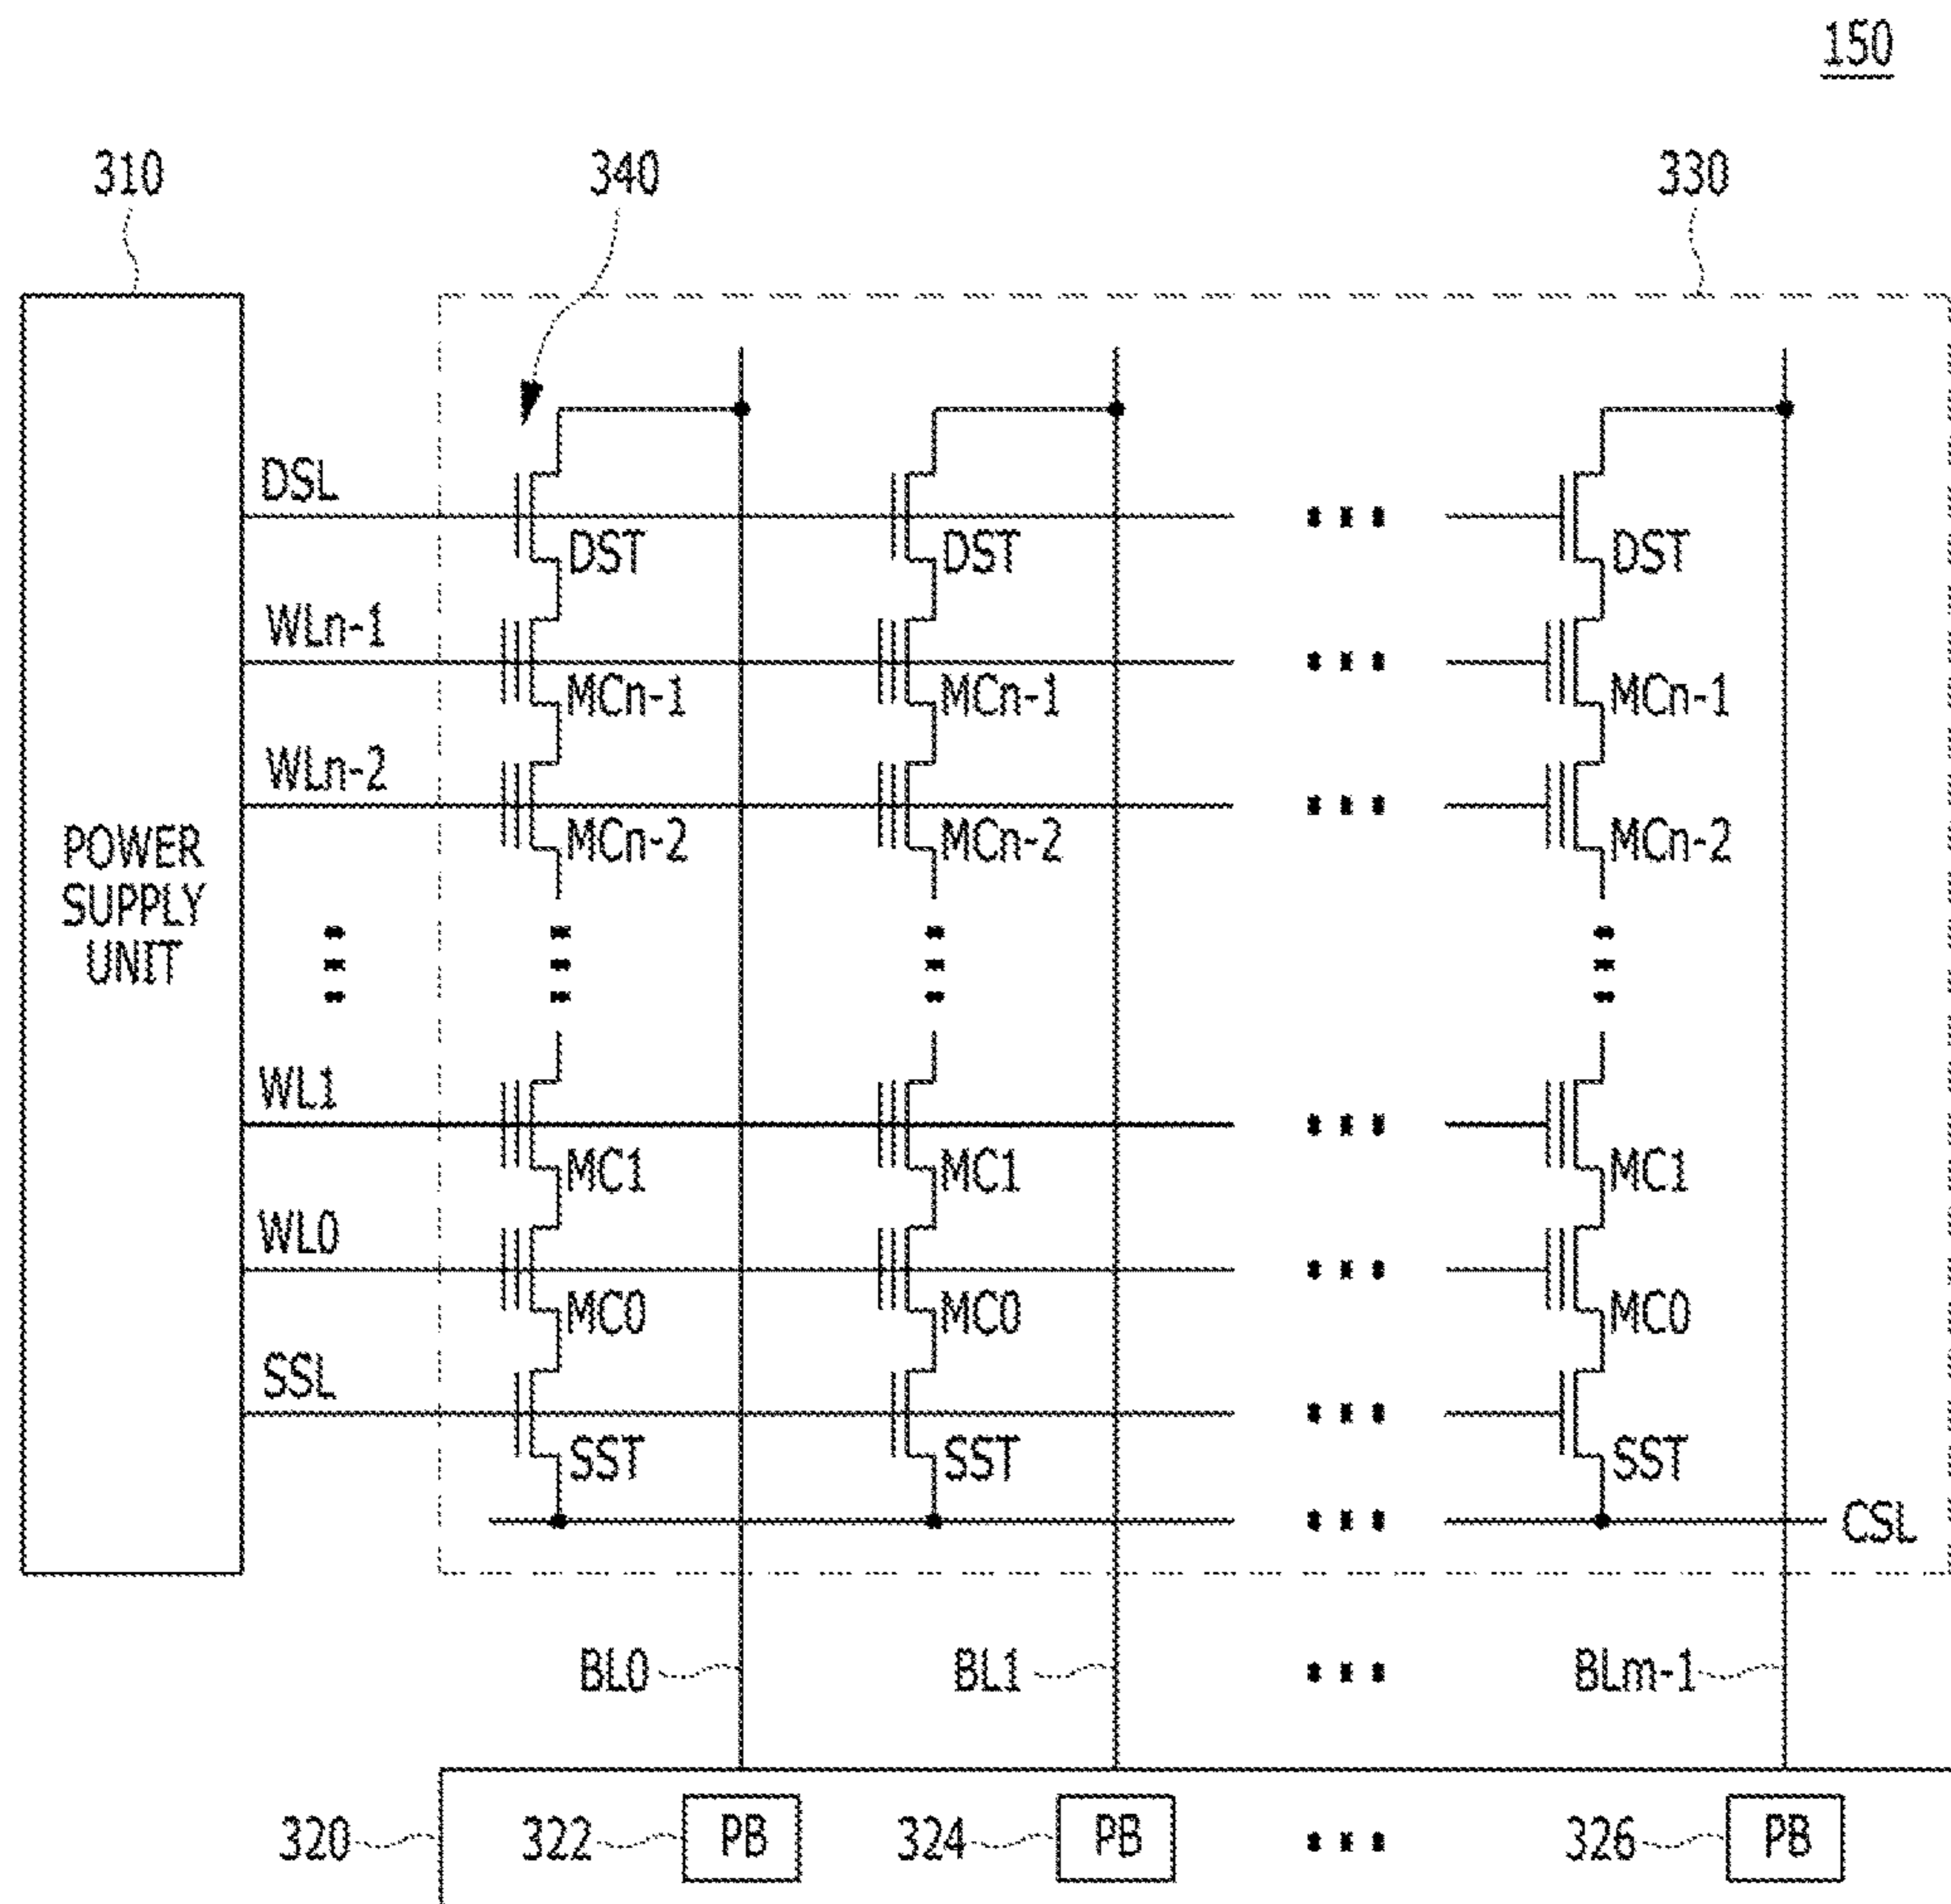 150
310 340 330
DSL
DST DST DST
WLn-1
MCn-1 MCn-1 MCn-1
WLn-2
MCn-2 MCn-2 MCn-2
POWER
SUPPLY
UNIT
WL1
MC1 MC1 MC1
WL0
MC0 MC0 MC0
SSL
SST SST SST
CSL
BL0 BL1 BLm-1
320 322 PB 324 PB 326 PB